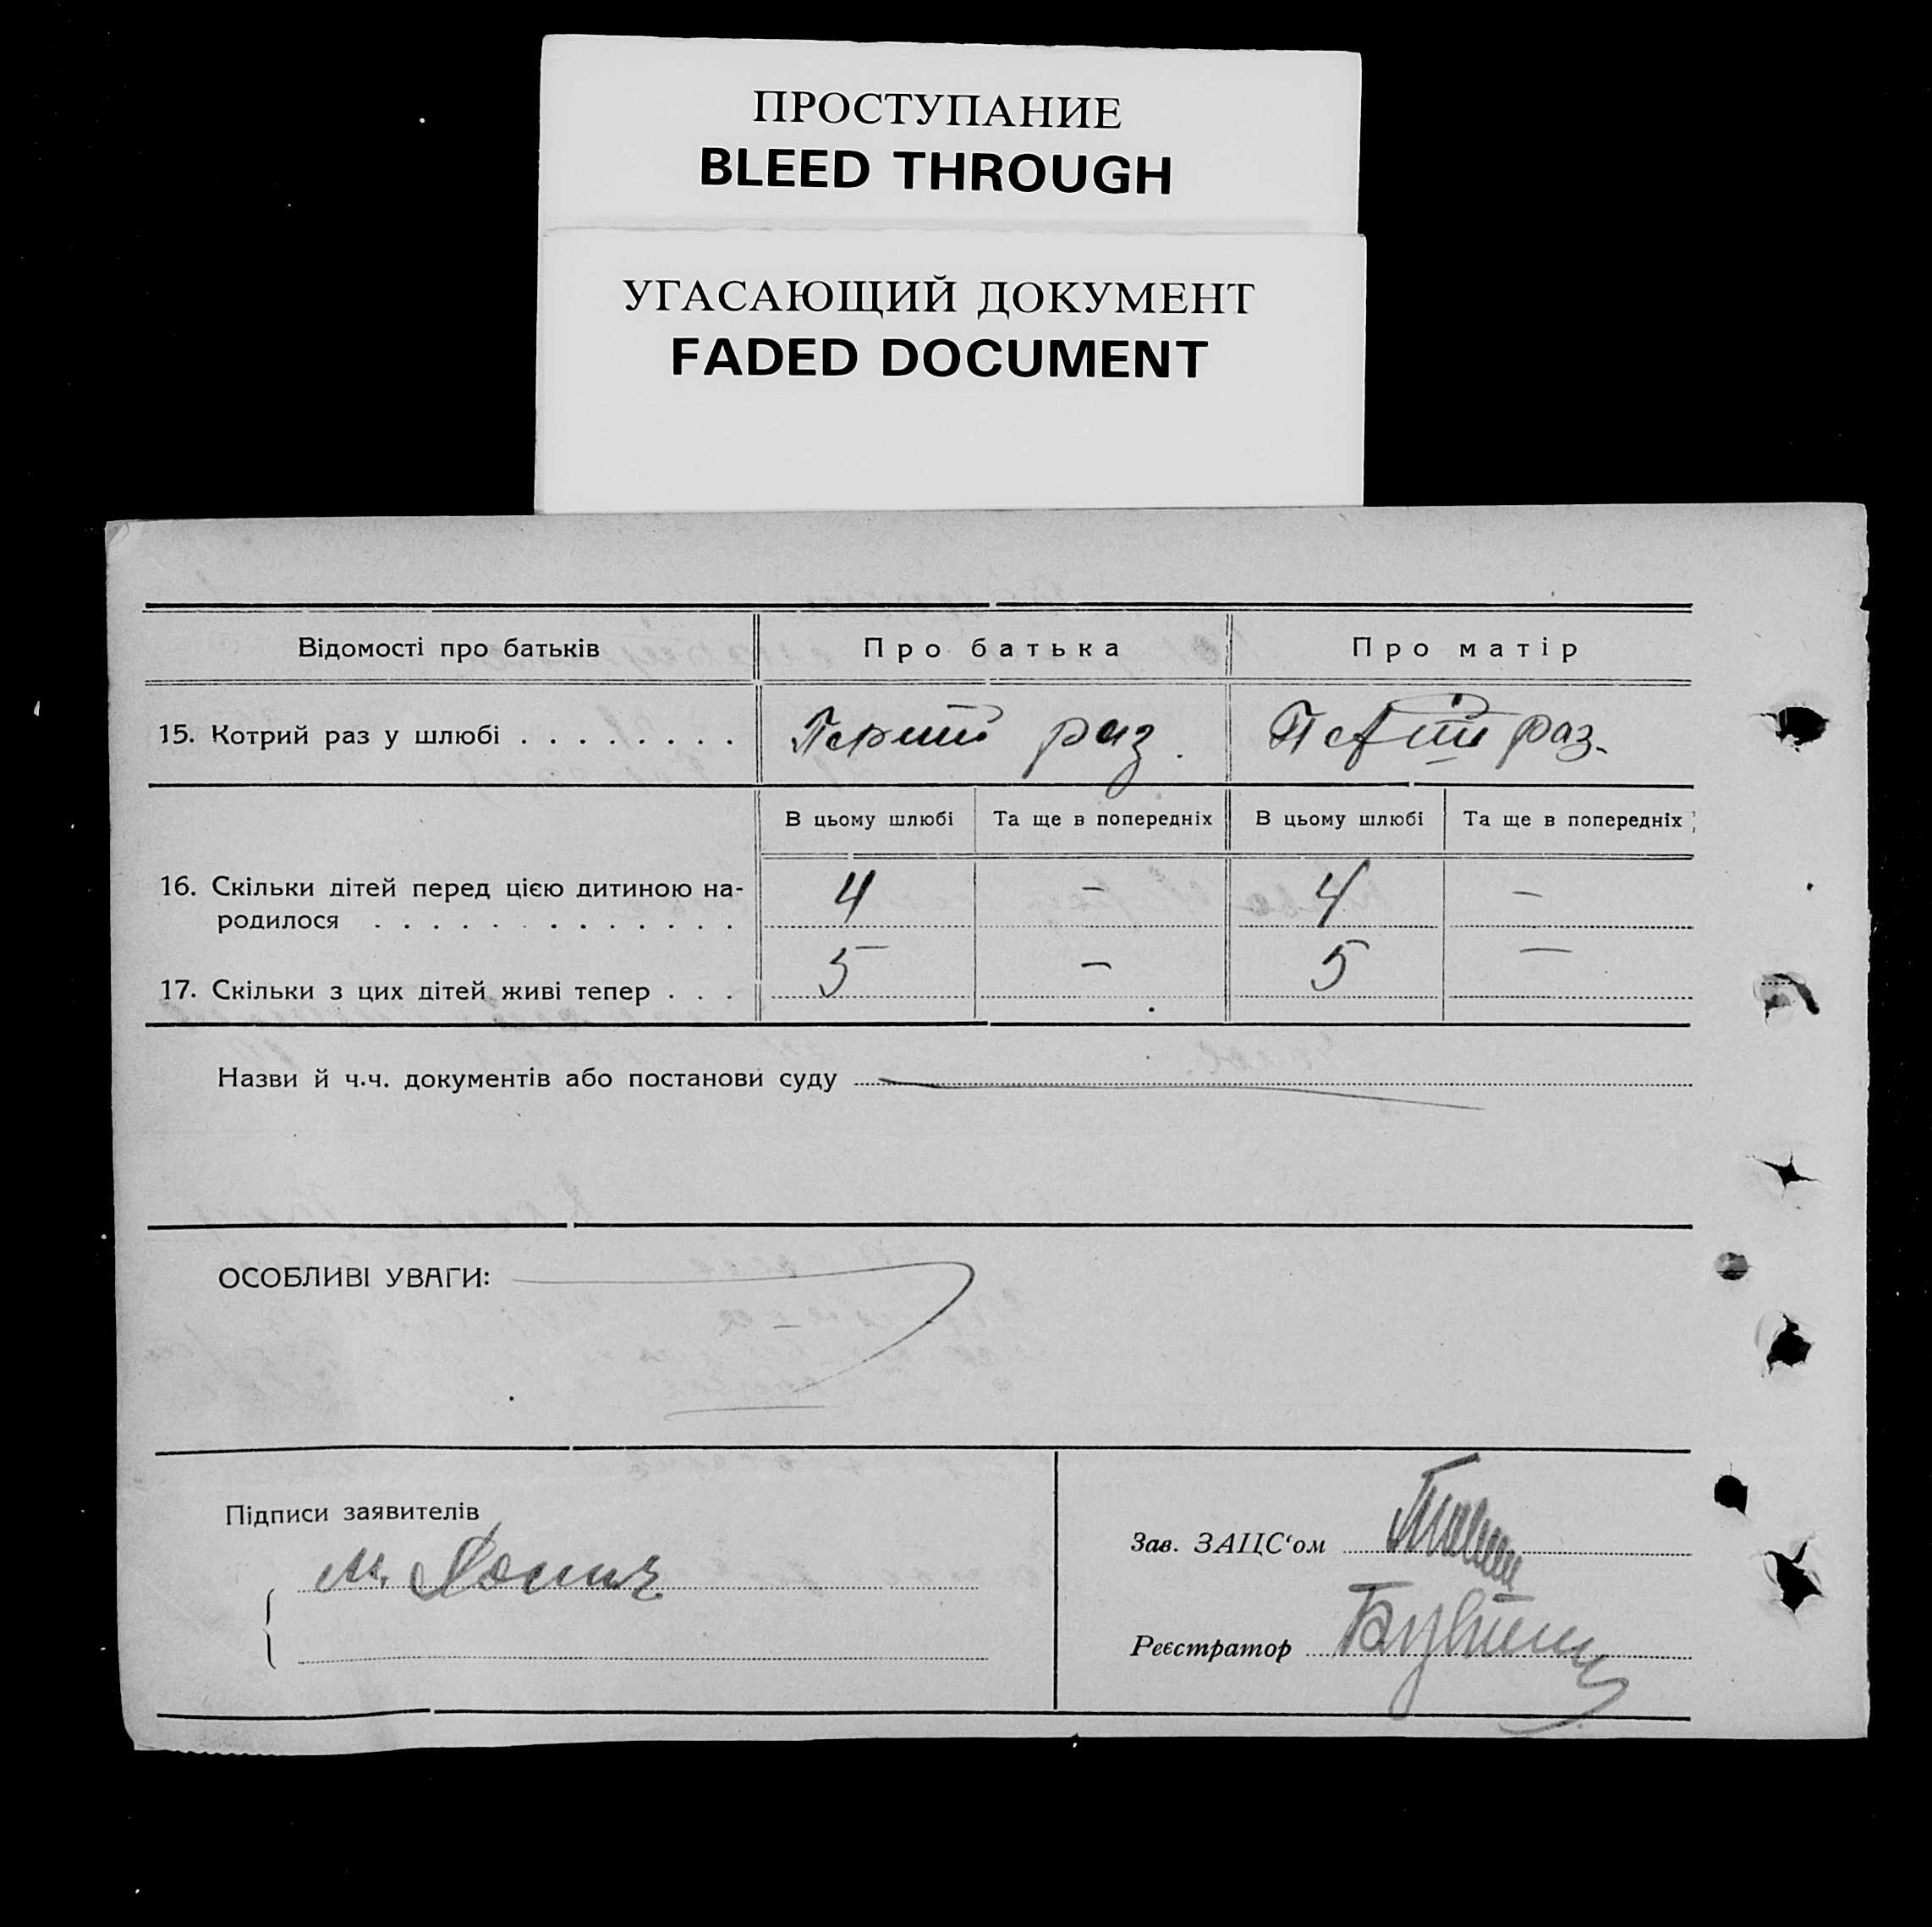 ПРОСТУПАНИЕ
BLEED THROUGH
УГАСАЮЩИЙ ДОКУМЕНТ
FADED DOCUMENT
Відомості про батьків Про батька Про матір
15. Котрий раз у шлюбі . . . . . . . . Перший раз. Перший раз.
В цьому шлюбі Та ще в попередніх В цьому шлюбі Та ще в попередніх
16. Скільки дітей перед цією дитиною на-
родилося . . . . . . . . . . . . . 4 - 4 -
17. Скільки з цих дітей живі тепер . . . 5 - 5 -
Назви й ч.ч. документів або постанови суду
ОСОБЛИВІ УВАГИ:
Підписи заявителів
М.
Зав. ЗАЦС‘ом
Реєстратор